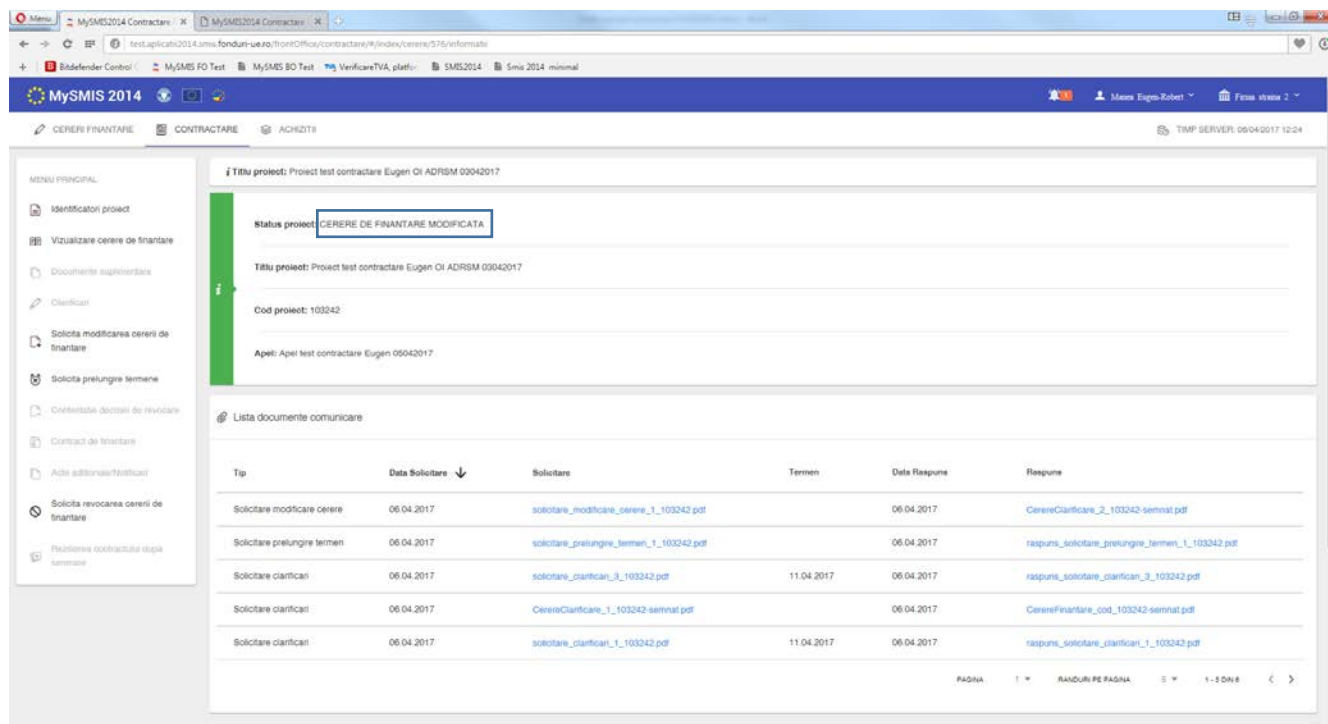 Menu MySMIS2014 Contractare MySMIS2014 Contractare
test.aplicatii2014.smis.fonduri-ue.ro/frontOffice/contractare/#/index/cerere/576/informatii
Bitdefender Control MySMIS FO Test MySMIS BO Test VerificareTVA, platfo SMIS2014 Smis 2014 minimal
MySMIS 2014 Manea Eugen-Robert Firma straina 2
CERERI FINANTARE CONTRACTARE ACHIZITII TIMP SERVER: 06/04/2017 12:24
MENIU PRINCIPAL
Identificatori proiect
Vizualizare cerere de finantare
Documente suplimentare
Clarificari
Solicita modificarea cererii de
finantare
Solicita prelungire termene
Contestatie decizii de revocare
Contract de finantare
Acte aditionale/Notificari
Solicita revocarea cererii de
finantare
Rezilierea contractului dupa
semnare
Titlu proiect: Proiect test contractare Eugen OI ADRSM 03042017
Status proiect: CERERE DE FINANTARE MODIFICATA
Titlu proiect: Proiect test contractare Eugen OI ADRSM 03042017
Cod proiect: 103242
Apel: Apel test contractare Eugen 05042017
Lista documente comunicare
Tip Data Solicitare Solicitare Termen Data Raspuns Raspuns
Solicitare modificare cerere 06.04.2017 solicitare_modificare_cerere_1_103242.pdf 06.04.2017 CerereClarificare_2_103242-semnat.pdf
Solicitare prelungire termen 06.04.2017 solicitare_prelungire_termen_1_103242.pdf 06.04.2017 raspuns_solicitare_prelungire_termen_1_103242.pdf
Solicitare clarificari 06.04.2017 solicitare_clarificari_3_103242.pdf 11.04.2017 06.04.2017 raspuns_solicitare_clarificari_3_103242.pdf
Solicitare clarificari 06.04.2017 CerereClarificare_1_103242-semnat.pdf 06.04.2017 CerereFinantare_cod_103242-semnat.pdf
Solicitare clarificari 06.04.2017 solicitare_clarificari_1_103242.pdf 11.04.2017 06.04.2017 raspuns_solicitare_clarificari_1_103242.pdf
PAGINA 1 RANDURI PE PAGINA 5 1 - 5 DIN 6